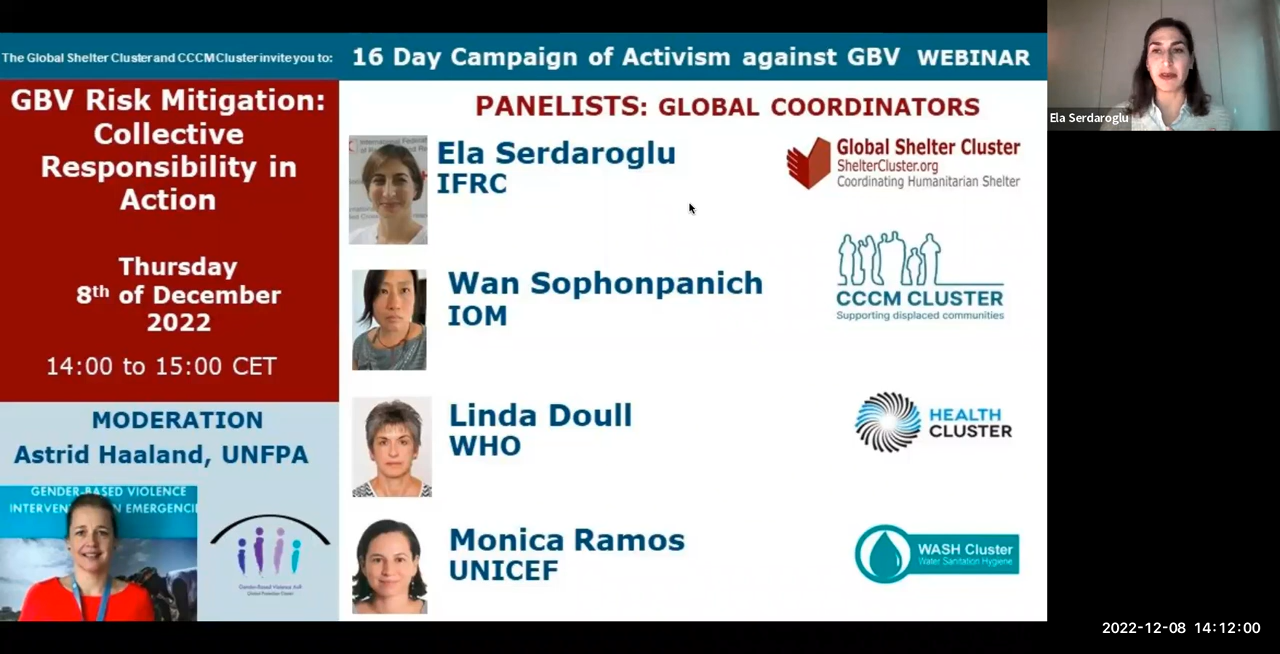 The Global Shelter Cluster and CCCM Cluster invite you to:
16 Day Campaign of Activism against GBV WEBINAR
GBV Risk Mitigation:
Collective
Responsibility in
Action
Thursday
8th of December
2022
14:00 to 15:00 CET
MODERATION
Astrid Haaland, UNFPA
GENDER-BASED VIOLENCE
PANELISTS: GLOBAL COORDINATORS
Ela Serdaroglu
IFRC
Global Shelter Cluster
ShelterCluster.org
Coordinating Humanitarian Shelter
Wan Sophonpanich
IOM
CCCM CLUSTER
Supporting displaced communities
Linda Doull
WHO
HEALTH
CLUSTER
Monica Ramos
UNICEF
WASH Cluster
Water Sanitation Hygiene
Ela Serdaroglu
2022-12-08 14:12:00